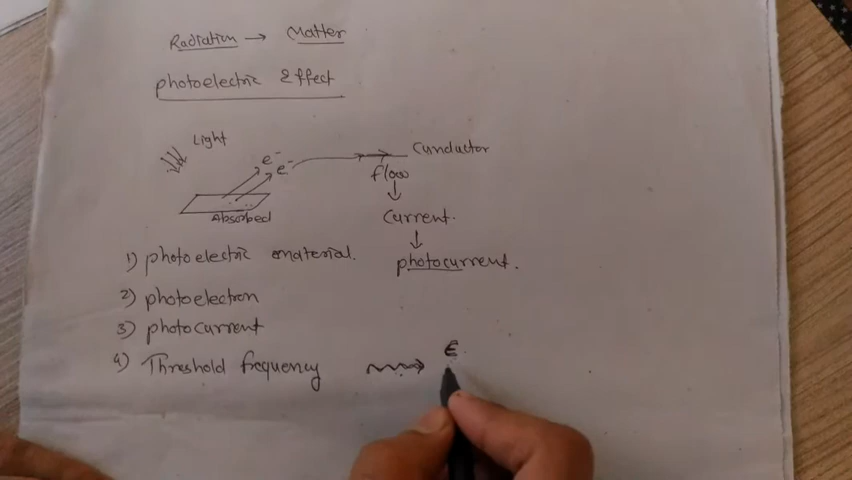 Radiation → Matter
photoelectric Effect
Light
e⁻
e⁻
Conductor
flow
Absorbed
Current.
1) photoelectric material.
photocurrent.
2) photoelectron
3) photocurrent
4) Threshold frequency
E